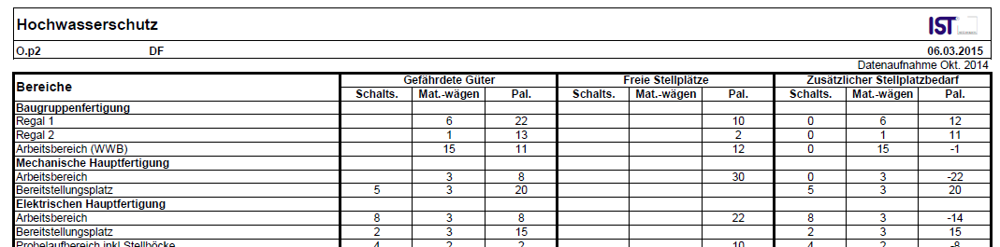 Hochwasserschutz IST
O.p2 DF 06.03.2015
Datenaufnahme Okt. 2014
Bereiche Gefährdete Güter Freie Stellplätze Zusätzlicher Stellplatzbedarf
Schalts. Mat.-wägen Pal. Schalts. Mat.-wägen Pal. Schalts. Mat.-wägen Pal.
Baugruppenfertigung
Regal 1 6 22 10 0 6 12
Regal 2 1 13 2 0 1 11
Arbeitsbereich (WWB) 15 11 12 0 15 -1
Mechanische Hauptfertigung
Arbeitsbereich 3 8 30 0 3 -22
Bereitstellungsplatz 5 3 20 5 3 20
Elektrischen Hauptfertigung
Arbeitsbereich 8 3 8 22 8 3 -14
Bereitstellungsplatz 2 3 15 2 3 15
Probelaufbereich inkl Stellböcke 4 2 2 10 4 2 -8